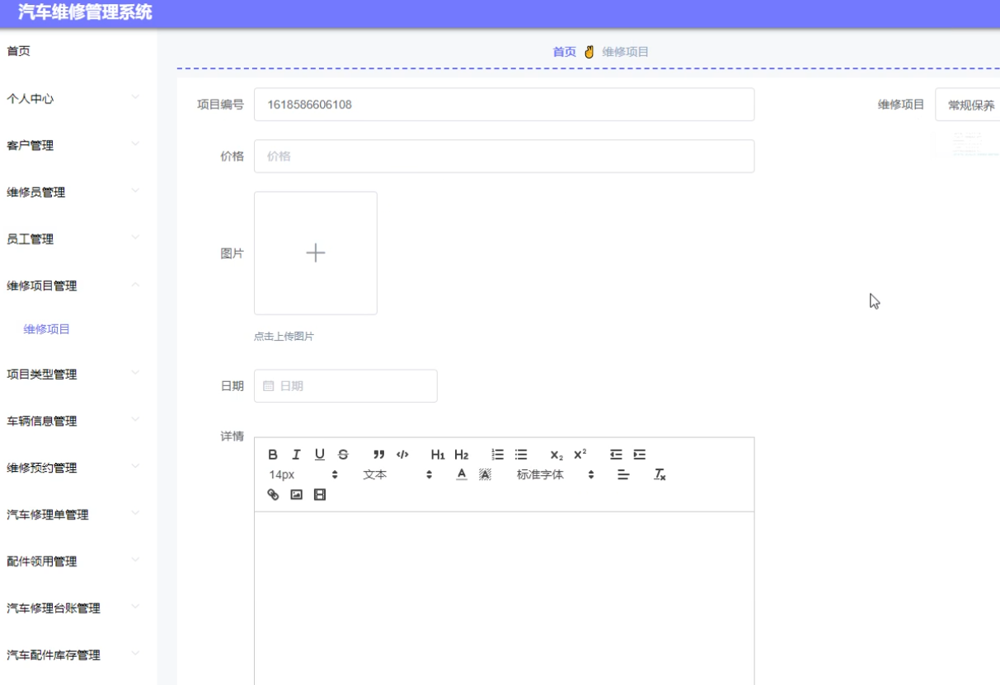 汽车维修管理系统
首页
个人中心
客户管理
维修员管理
员工管理
维修项目管理
维修项目
项目类型管理
车辆信息管理
维修预约管理
汽车修理单管理
配件领用管理
汽车修理台账管理
汽车配件库存管理
首页 ✌ 维修项目
项目编号 1618586606108 维修项目 常规保养
价格 价格
图片
点击上传图片
日期 日期
详情
B I U S ” </> H1 H2 X₂ X²
14px 文本 A A 标准字体 Tx